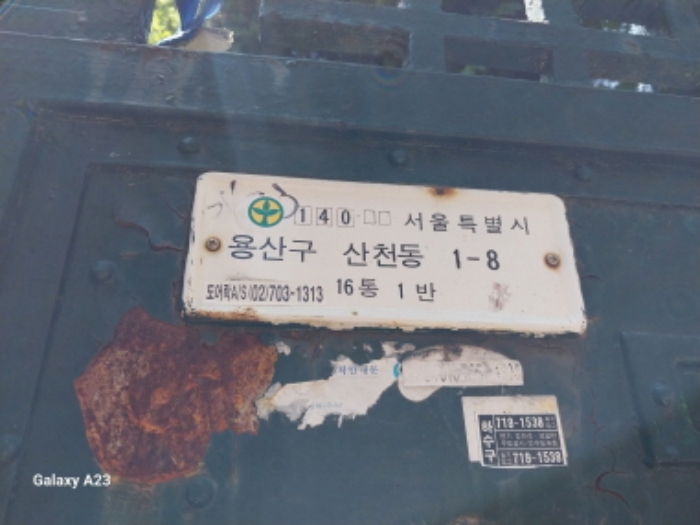 140-□□ 서울특별시
용산구 산천동 1-8
도어락A/S (02)703-1313 16통 1반
하수구
719-1538
719-1539
Galaxy A23